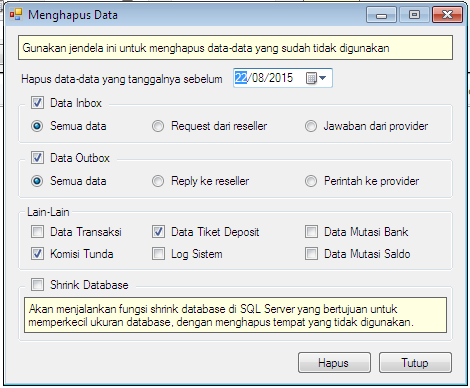 Menghapus Data
Gunakan jendela ini untuk menghapus data-data yang sudah tidak digunakan
Hapus data-data yang tanggalnya sebelum 22/08/2015
Data Inbox
Semua data Request dari reseller Jawaban dari provider
Data Outbox
Semua data Reply ke reseller Perintah ke provider
Lain-Lain
Data Transaksi Data Tiket Deposit Data Mutasi Bank
Komisi Tunda Log Sistem Data Mutasi Saldo
Shrink Database
Akan menjalankan fungsi shrink database di SQL Server yang bertujuan untuk
memperkecil ukuran database, dengan menghapus tempat yang tidak digunakan.
Hapus Tutup